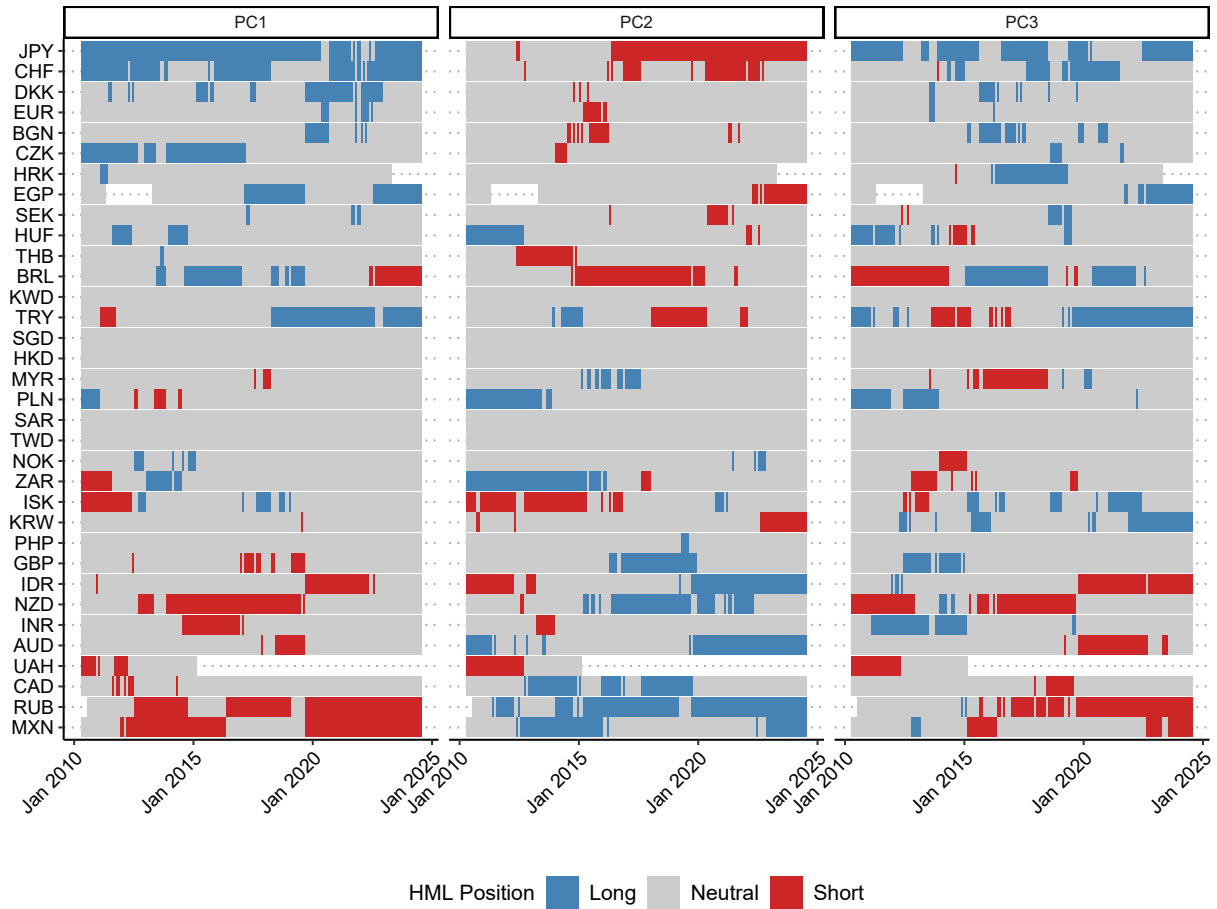 PC1 PC2 PC3
JPY
CHF
DKK
EUR
BGN
CZK
HRK
EGP
SEK
HUF
THB
BRL
KWD
TRY
SGD
HKD
MYR
PLN
SAR
TWD
NOK
ZAR
ISK
KRW
PHP
GBP
IDR
NZD
INR
AUD
UAH
CAD
RUB
MXN
Jan 2010 Jan 2015 Jan 2020 Jan 2025 Jan 2010 Jan 2015 Jan 2020 Jan 2025 Jan 2010 Jan 2015 Jan 2020 Jan 2025
HML Position Long Neutral Short